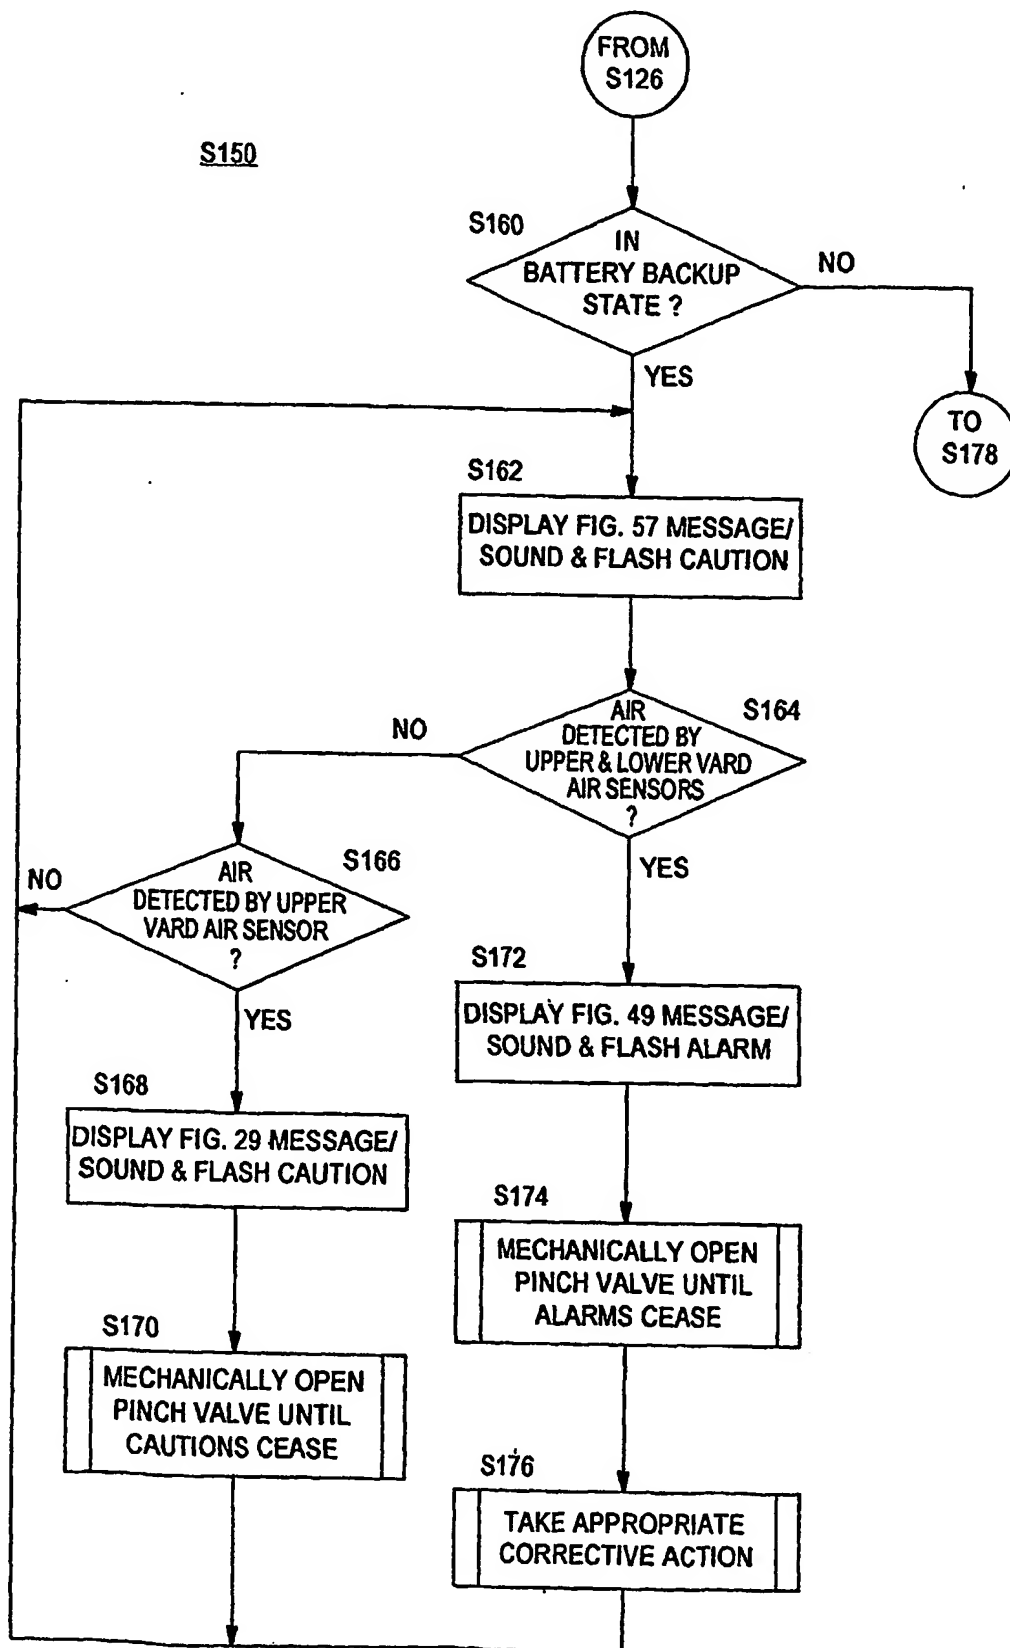 FROM
S126
S150
S160
IN
BATTERY BACKUP
STATE ?
NO
YES
TO
S178
S162
DISPLAY FIG. 57 MESSAGE/
SOUND & FLASH CAUTION
S164
AIR
DETECTED BY
UPPER & LOWER VARD
AIR SENSORS
?
NO
YES
S166
AIR
DETECTED BY UPPER
VARD AIR SENSOR
?
NO
YES
S172
DISPLAY FIG. 49 MESSAGE/
SOUND & FLASH ALARM
S168
DISPLAY FIG. 29 MESSAGE/
SOUND & FLASH CAUTION
S174
MECHANICALLY OPEN
PINCH VALVE UNTIL
ALARMS CEASE
S170
MECHANICALLY OPEN
PINCH VALVE UNTIL
CAUTIONS CEASE
S176
TAKE APPROPRIATE
CORRECTIVE ACTION